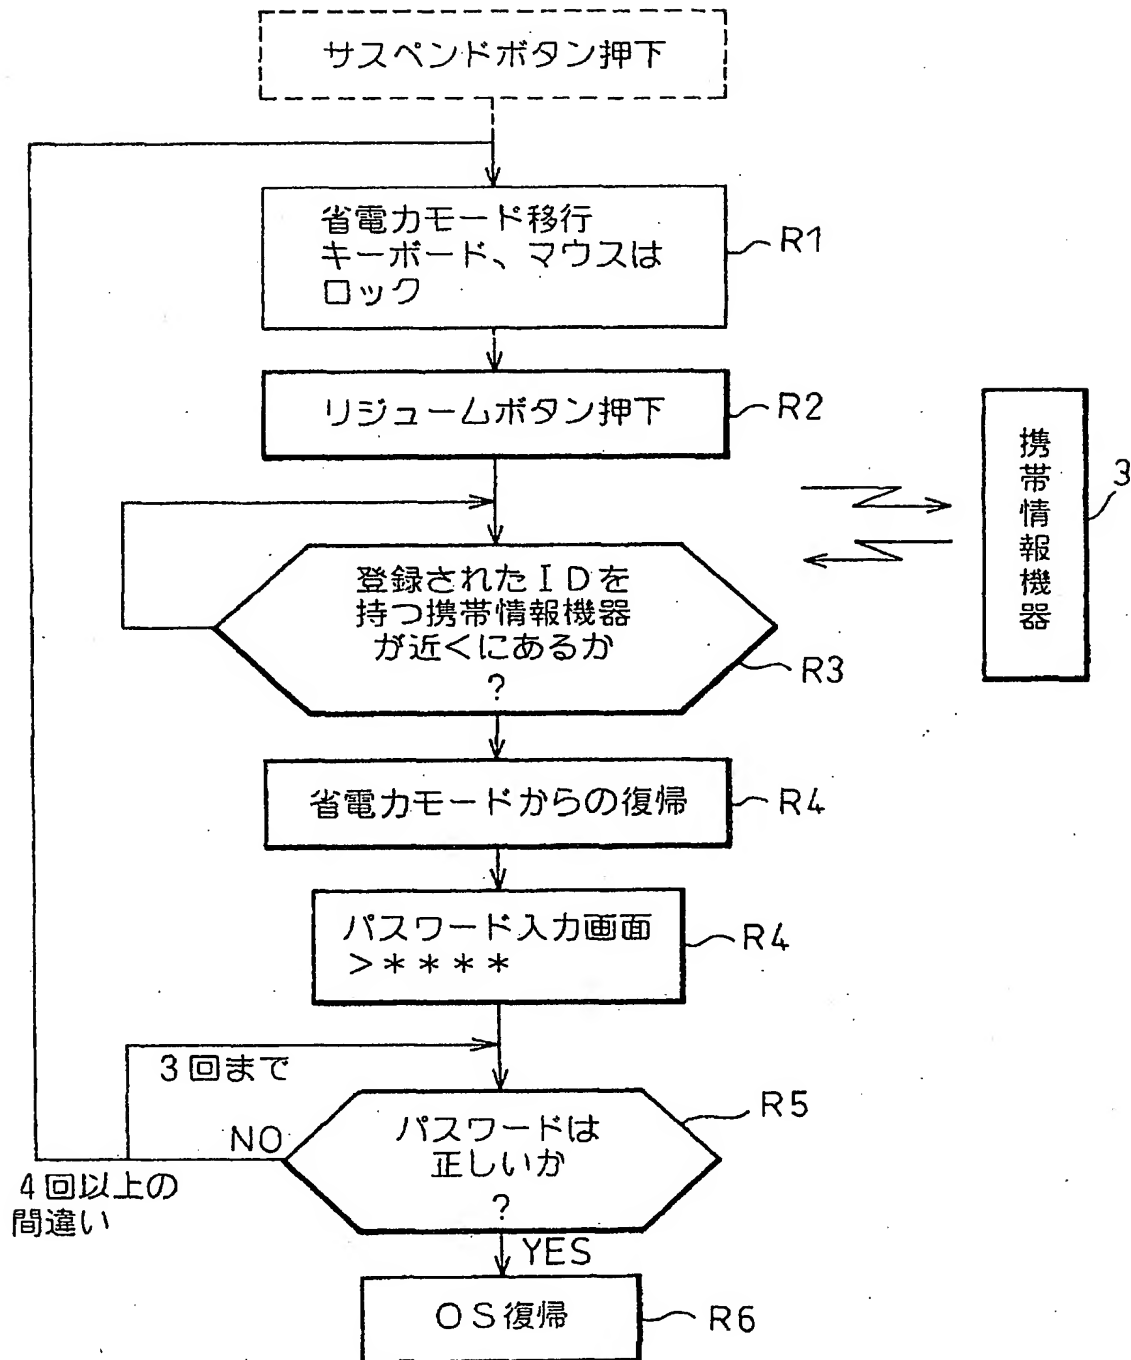 サスペンドボタン押下
省電力モード移行
キーボード、マウスは
ロック
R1
リジュームボタン押下
R2
携帯情報機器
3
登録されたIDを
持つ携帯情報機器
が近くにあるか
?
R3
省電力モードからの復帰
R4
パスワード入力画面
>****
R4
3回まで
NO
パスワードは
正しいか
?
R5
4回以上の
間違い
YES
OS復帰
R6